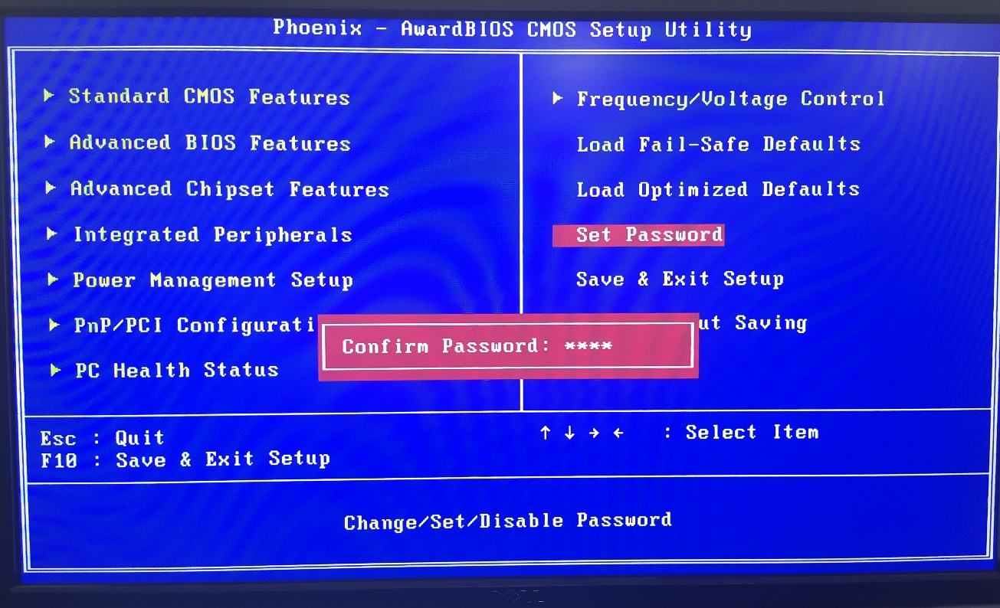 Phoenix - AwardBIOS CMOS Setup Utility
Standard CMOS Features
Advanced BIOS Features
Advanced Chipset Features
Integrated Peripherals
Power Management Setup
PnP/PCI Configurati
PC Health Status
Frequency/Voltage Control
Load Fail-Safe Defaults
Load Optimized Defaults
Set Password
Save & Exit Setup
ut Saving
Confirm Password: ****
Esc : Quit
F10 : Save & Exit Setup
↑ ↓ → ← : Select Item
Change/Set/Disable Password